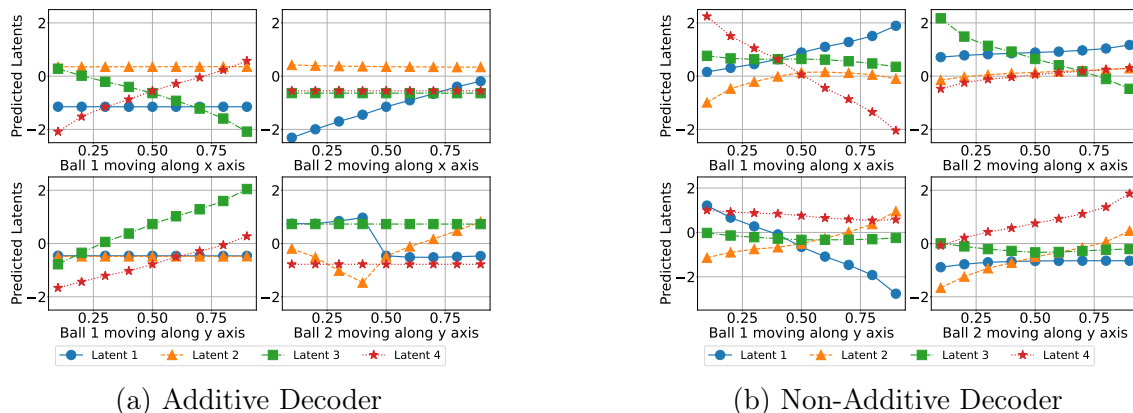 Predicted Latents
2
0
−2
0.25 0.50 0.75
Ball 1 moving along x axis
2
0
−2
0.25 0.50 0.75
Ball 2 moving along x axis
Predicted Latents
2
0
−2
0.25 0.50 0.75
Ball 1 moving along y axis
2
0
−2
0.25 0.50 0.75
Ball 2 moving along y axis
Latent 1 Latent 2 Latent 3 Latent 4
(a) Additive Decoder
Predicted Latents
2
0
−2
0.25 0.50 0.75
Ball 1 moving along x axis
2
0
−2
0.25 0.50 0.75
Ball 2 moving along x axis
Predicted Latents
2
0
−2
0.25 0.50 0.75
Ball 1 moving along y axis
2
0
−2
0.25 0.50 0.75
Ball 2 moving along y axis
Latent 1 Latent 2 Latent 3 Latent 4
(b) Non-Additive Decoder